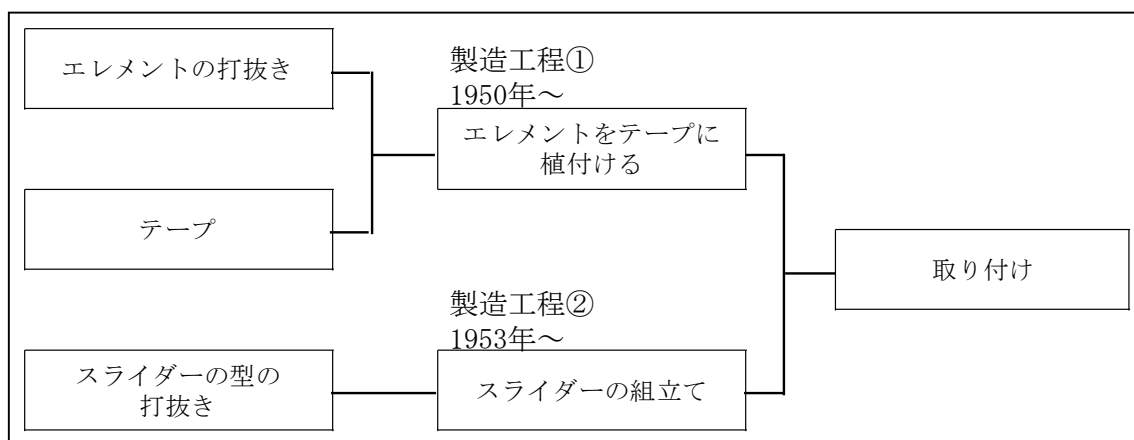 エレメントの打抜き
製造工程①
1950年～
エレメントをテープに
植付ける
テープ
取り付け
製造工程②
1953年～
スライダーの型の
打抜き
スライダーの組立て